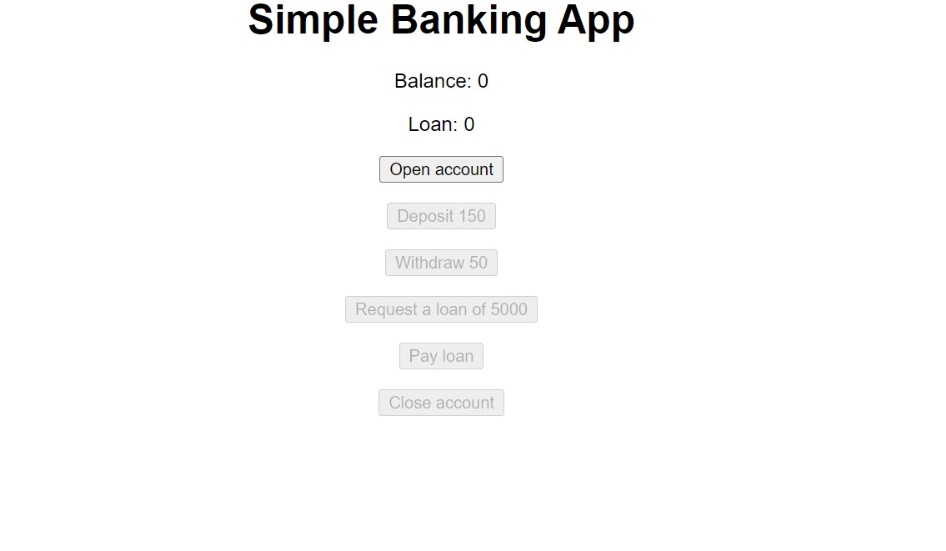 Simple Banking App
Balance: 0
Loan: 0
Open account
Deposit 150
Withdraw 50
Request a loan of 5000
Pay loan
Close account